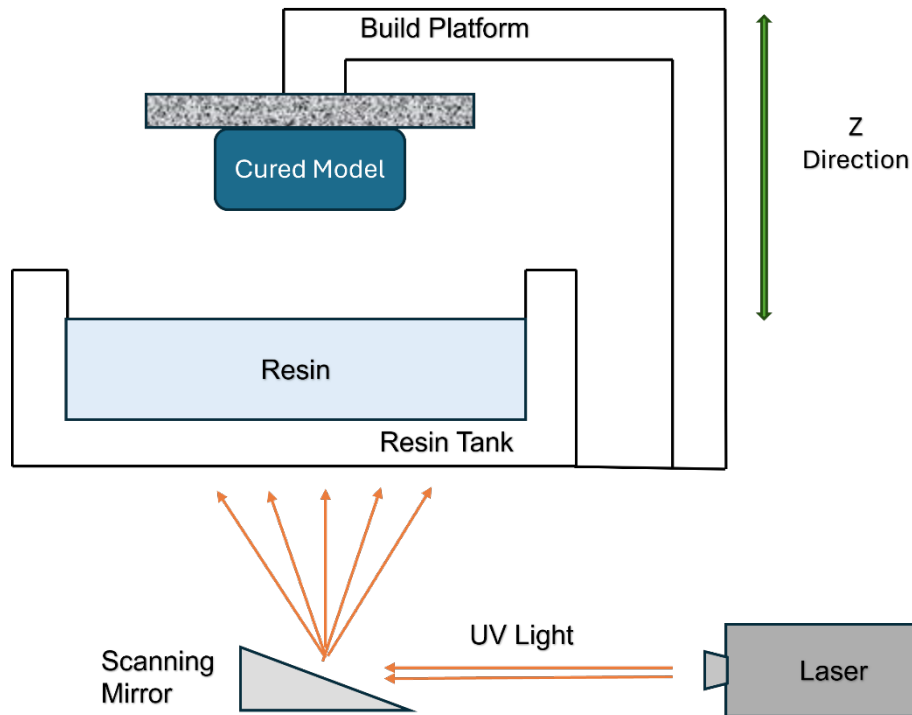 Build Platform
Z
Direction
Cured Model
Resin
Resin Tank
UV Light
Scanning
Mirror
Laser